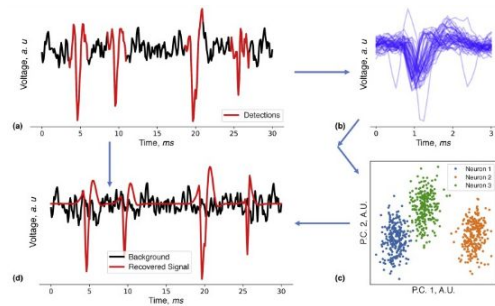 Voltage, a. u
Detections
(a)
0 5 10 15 20 25 30
Time, ms
Voltage, a. u
(b)
0 1 2 3
Time, ms
Voltage, a. u
Background
Recovered Signal
(d)
0 5 10 15 20 25 30
Time, ms
Neuron 1
Neuron 2
Neuron 3
P.C. 2, A.U.
(c)
P.C. 1, A.U.